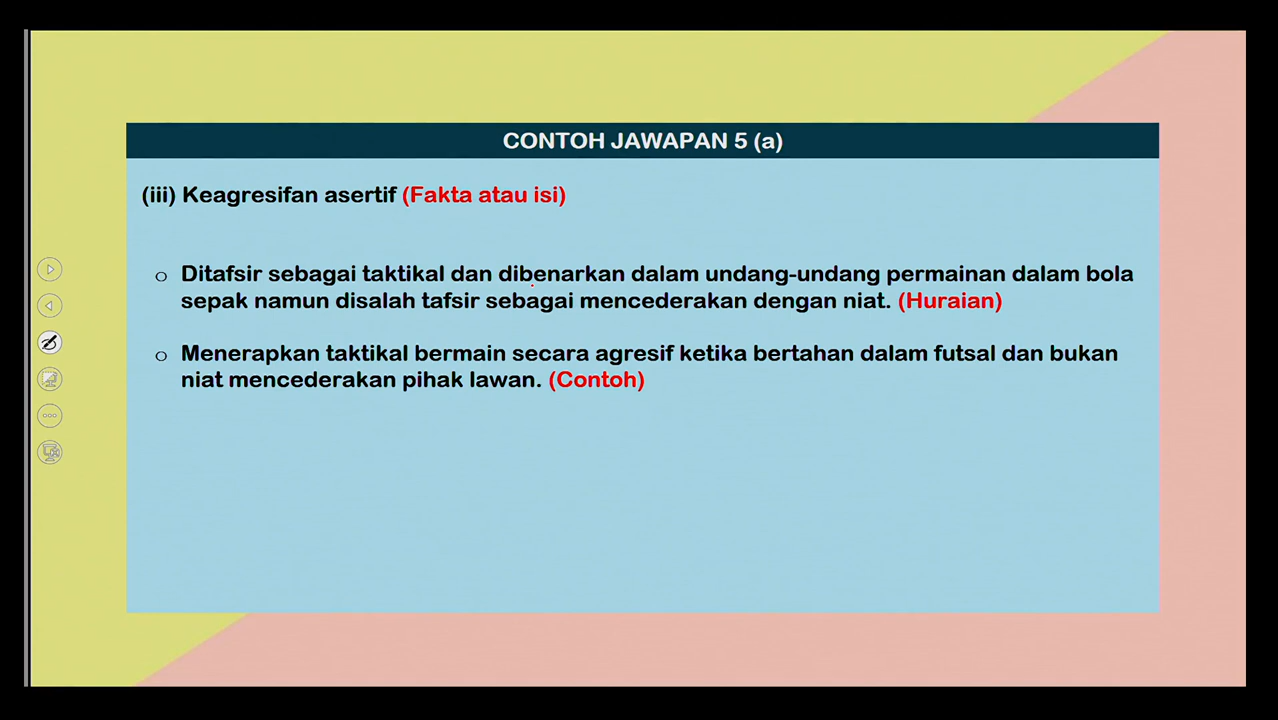 CONTOH JAWAPAN 5 (a)
(iii) Keagresifan asertif (Fakta atau isi)
o Ditafsir sebagai taktikal dan dibenarkan dalam undang-undang permainan dalam bola
sepak namun disalah tafsir sebagai mencederakan dengan niat. (Huraian)
o Menerapkan taktikal bermain secara agresif ketika bertahan dalam futsal dan bukan
niat mencederakan pihak lawan. (Contoh)